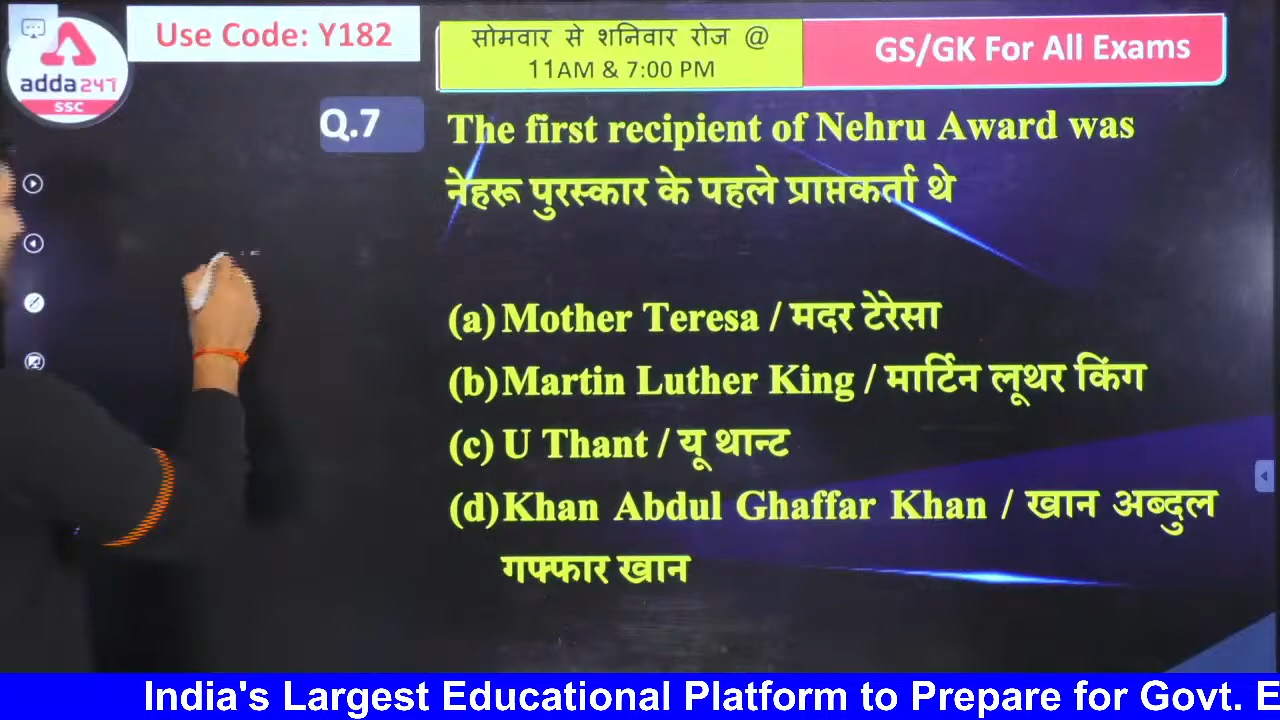 adda247
SSC
Use Code: Y182
सोमवार से शनिवार रोज @
11AM & 7:00 PM
GS/GK For All Exams
Q.7
The first recipient of Nehru Award was
नेहरू पुरस्कार के पहले प्राप्तकर्ता थे
(a) Mother Teresa / मदर टेरेसा
(b) Martin Luther King / मार्टिन लूथर किंग
(c) U Thant / यू थान्ट
(d) Khan Abdul Ghaffar Khan / खान अब्दुल
गफ्फार खान
India's Largest Educational Platform to Prepare for Govt. E